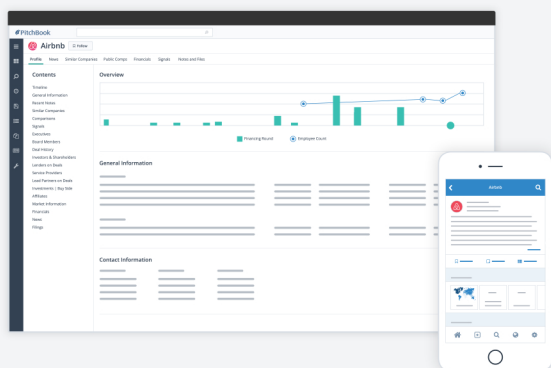 PitchBook
Airbnb
Follow
Profile News Similar Companies Public Comps Financials Signals Notes and Files
Contents
Timeline
General Information
Recent Notes
Similar Companies
Comparisons
Signals
Executives
Board Members
Deal History
Investors & Shareholders
Lenders on Deals
Service Providers
Lead Partners on Deals
Investments | Buy Side
Affiliates
Market Information
Financials
News
Filings
Overview
Financing Round Employee Count
General Information
Contact Information
Airbnb